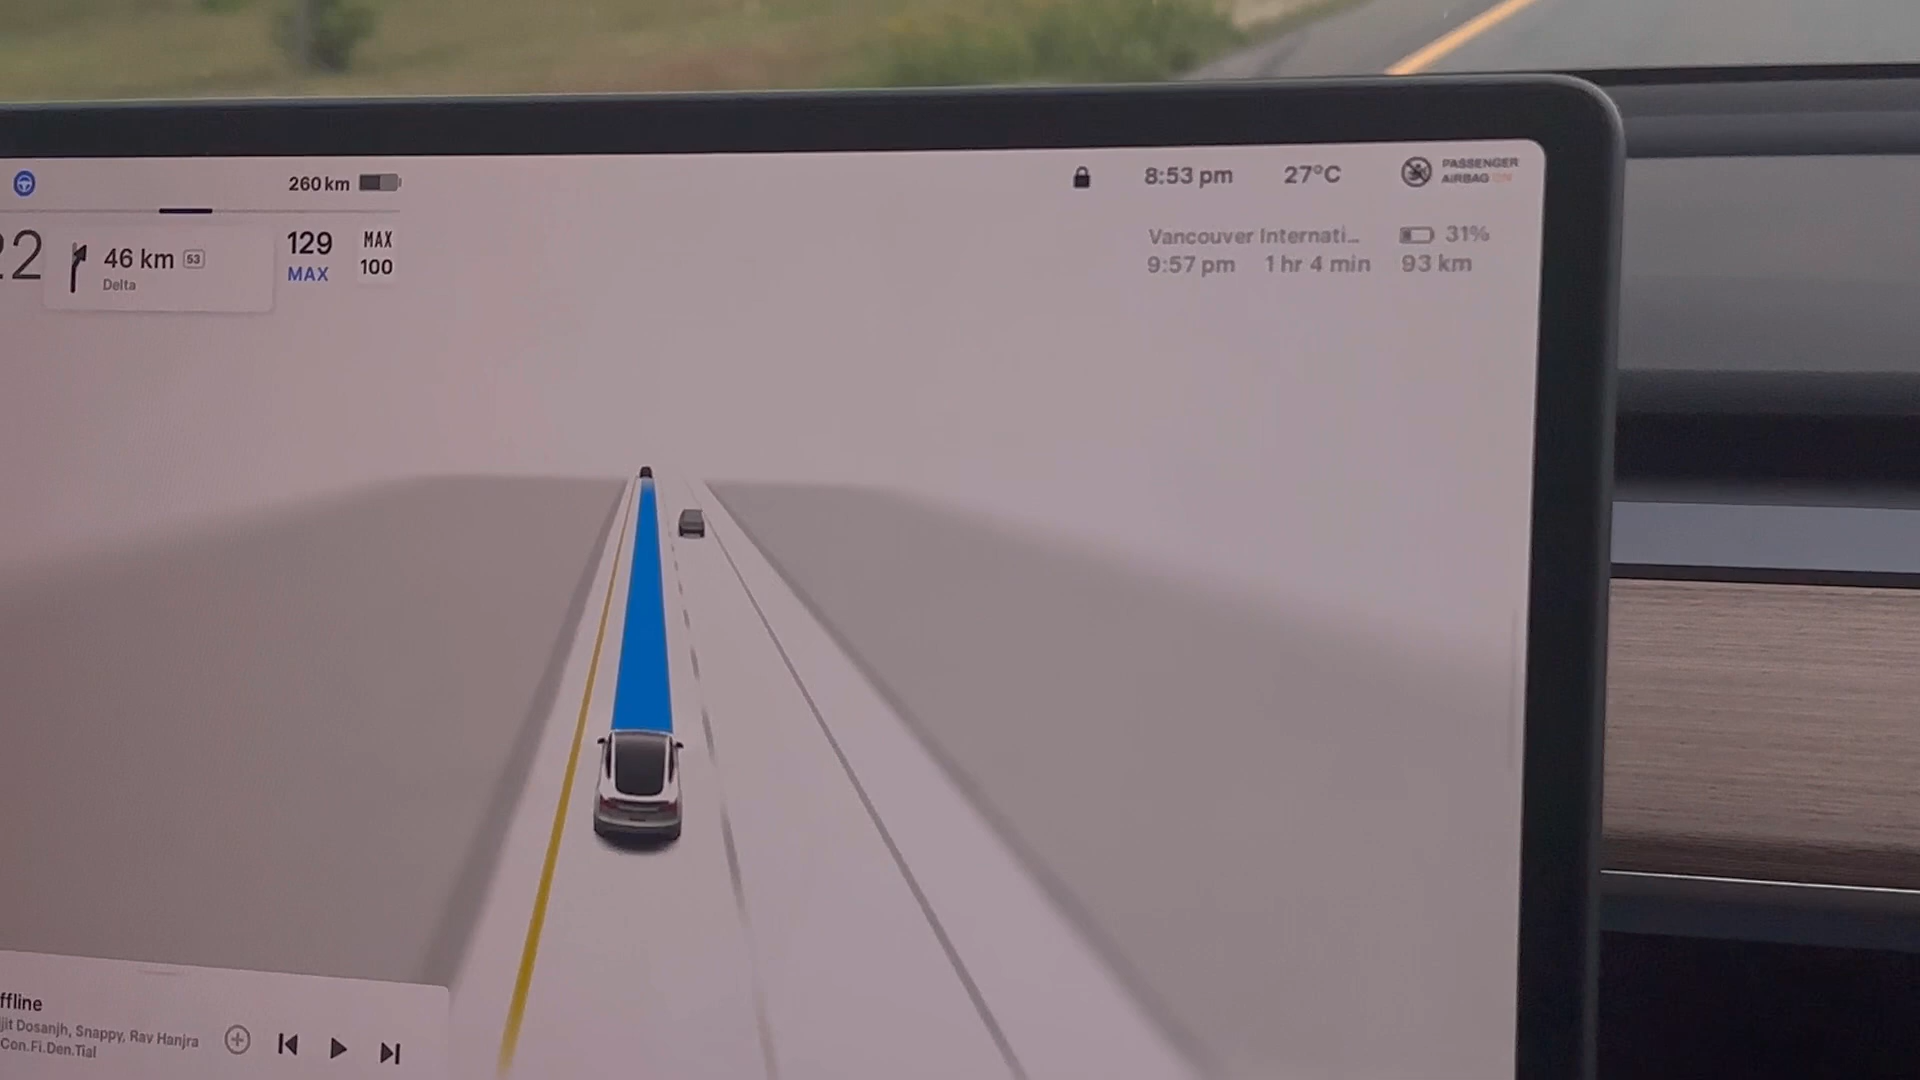 260 km
8:53 pm
27°C
PASSENGER
AIRBAG ON
22
46 km 53
Delta
129
MAX
MAX
100
Vancouver Internati...
31%
9:57 pm 1 hr 4 min 93 km
ffline
jit Dosanjh, Snappy, Rav Hanjra
Con.Fi.Den.Tial